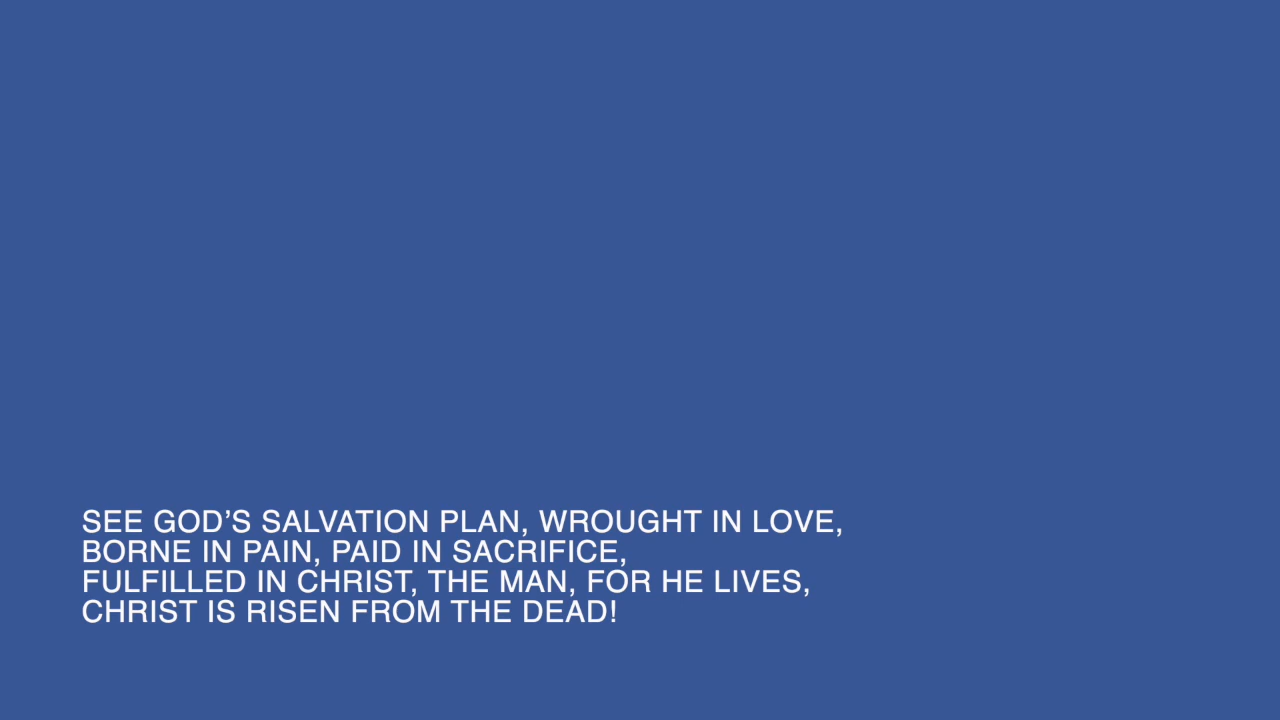 SEE GOD’S SALVATION PLAN, WROUGHT IN LOVE,
BORNE IN PAIN, PAID IN SACRIFICE,
FULFILLED IN CHRIST, THE MAN, FOR HE LIVES,
CHRIST IS RISEN FROM THE DEAD!